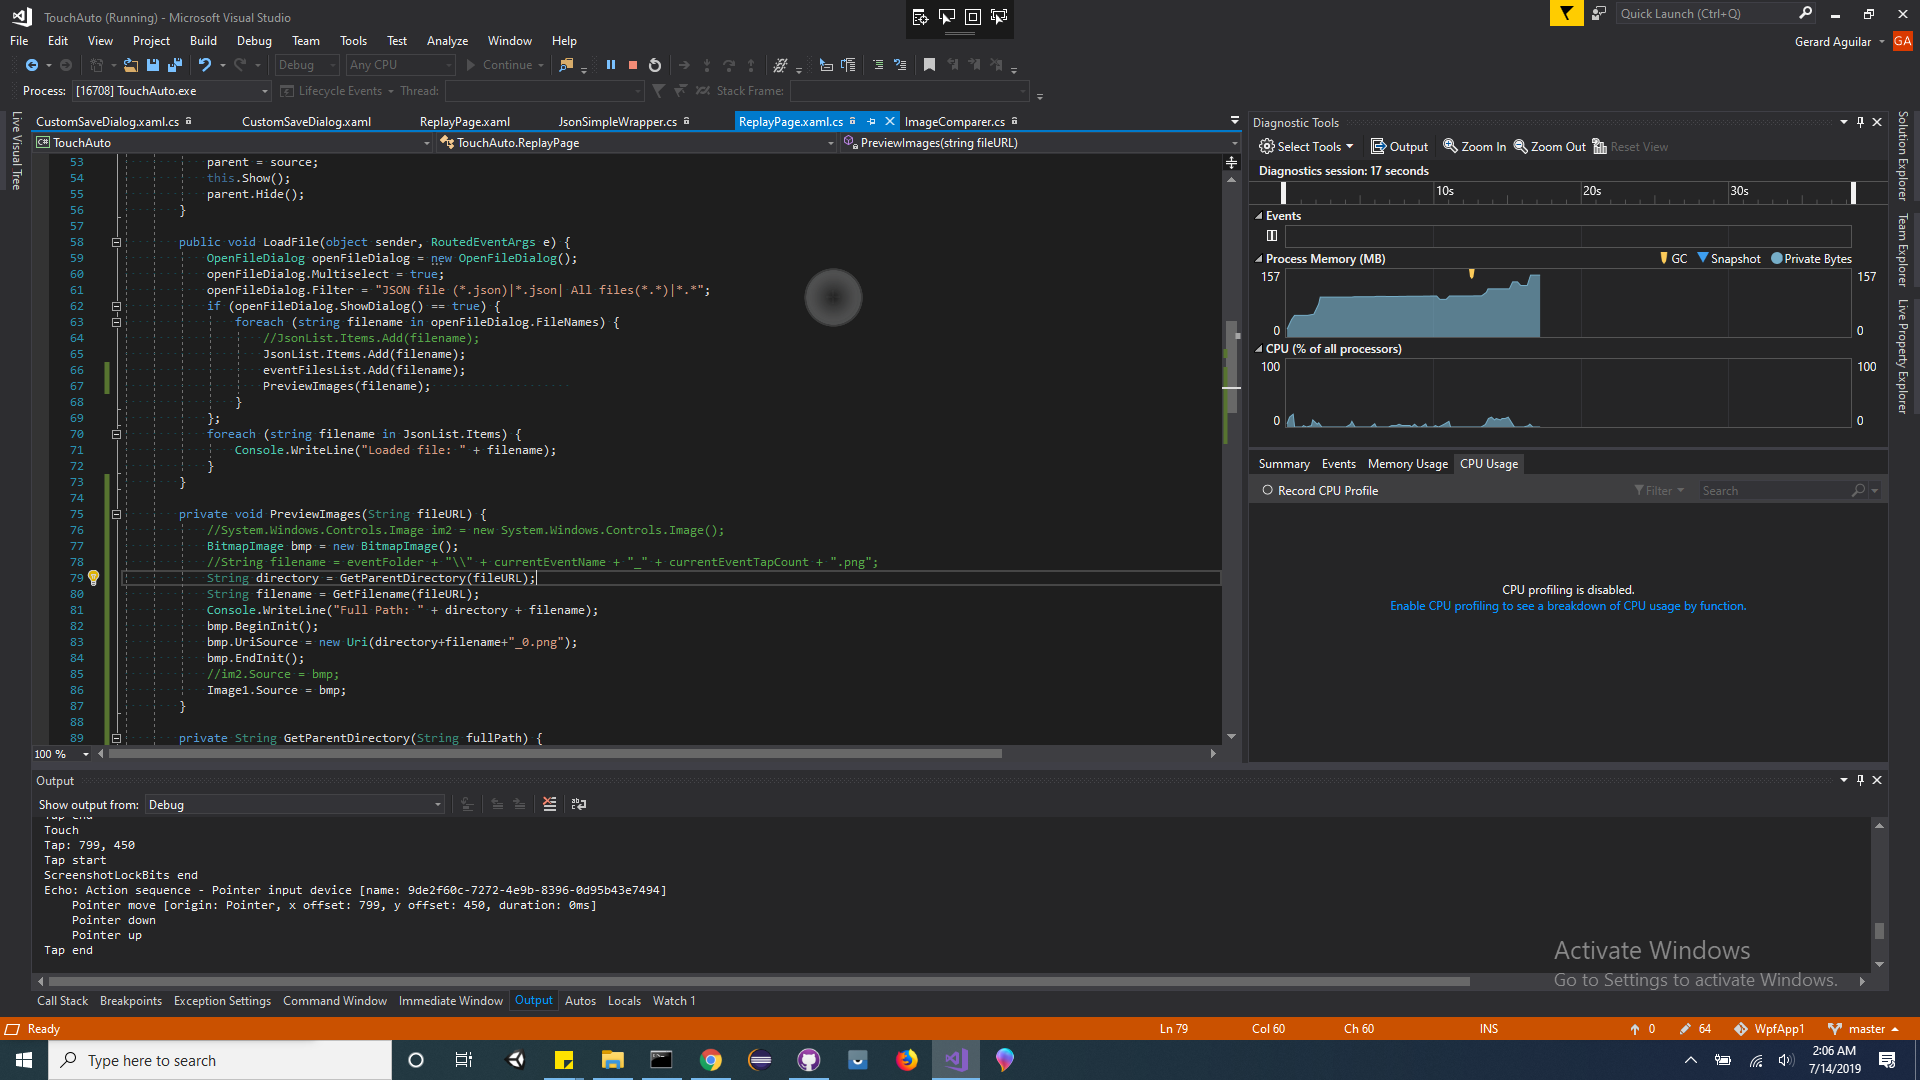 TouchAuto (Running) - Microsoft Visual Studio
Quick Launch (Ctrl+Q)
File Edit View Project Build Debug Team Tools Test Analyze Window Help
Gerard Aguilar GA
Debug Any CPU Continue
Process: [16708] TouchAuto.exe Lifecycle Events Thread: Stack Frame:
CustomSaveDialog.xaml.cs CustomSaveDialog.xaml ReplayPage.xaml JsonSimpleWrapper.cs ReplayPage.xaml.cs ImageComparer.cs
TouchAuto TouchAuto.ReplayPage PreviewImages(string fileURL)
Live Visual Tree
53 parent = source;
54 this.Show();
55 parent.Hide();
56 }
57
58 public void LoadFile(object sender, RoutedEventArgs e) {
59 OpenFileDialog openFileDialog = new OpenFileDialog();
60 openFileDialog.Multiselect = true;
61 openFileDialog.Filter = "JSON file (*.json)|*.json| All files(*.*)|*.*";
62 if (openFileDialog.ShowDialog() == true) {
63 foreach (string filename in openFileDialog.FileNames) {
64 //JsonList.Items.Add(filename);
65 JsonList.Items.Add(filename);
66 eventFilesList.Add(filename);
67 PreviewImages(filename);
68 }
69 };
70 foreach (string filename in JsonList.Items) {
71 Console.WriteLine("Loaded file: " + filename);
72 }
73 }
74
75 private void PreviewImages(String fileURL) {
76 //System.Windows.Controls.Image im2 = new System.Windows.Controls.Image();
77 BitmapImage bmp = new BitmapImage();
78 //String filename = eventFolder + "\\" + currentEventName + "_" + currentEventTapCount + ".png";
79 String directory = GetParentDirectory(fileURL);
80 String filename = GetFilename(fileURL);
81 Console.WriteLine("Full Path: " + directory + filename);
82 bmp.BeginInit();
83 bmp.UriSource = new Uri(directory+filename+"_0.png");
84 bmp.EndInit();
85 //im2.Source = bmp;
86 Image1.Source = bmp;
87 }
88
89 private String GetParentDirectory(String fullPath) {
100 %
Diagnostic Tools
Select Tools Output Zoom In Zoom Out Reset View
Diagnostics session: 17 seconds
10s 20s 30s
Events
Process Memory (MB) GC Snapshot Private Bytes
157 157
0 0
CPU (% of all processors)
100 100
0 0
Summary Events Memory Usage CPU Usage
Record CPU Profile Filter Search
CPU profiling is disabled.
Enable CPU profiling to see a breakdown of CPU usage by function.
Solution Explorer
Team Explorer
Live Property Explorer
Output
Show output from: Debug
Tap end
Touch
Tap: 799, 450
Tap start
ScreenshotLockBits end
Echo: Action sequence - Pointer input device [name: 9de2f60c-7272-4e9b-8396-0d95b43e7494]
Pointer move [origin: Pointer, x offset: 799, y offset: 450, duration: 0ms]
Pointer down
Pointer up
Tap end
Activate Windows
Go to Settings to activate Windows.
Call Stack Breakpoints Exception Settings Command Window Immediate Window Output Autos Locals Watch 1
Ready Ln 79 Col 60 Ch 60 INS 0 64 WpfApp1 master
Type here to search
2:06 AM
7/14/2019